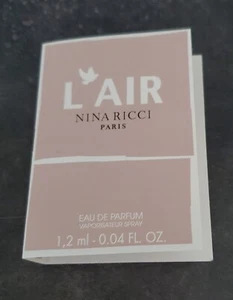 L'AIR
NINA RICCI
PARIS
EAU DE PARFUM
VAPORISATEUR SPRAY
1,2 ml - 0.04 FL. OZ.